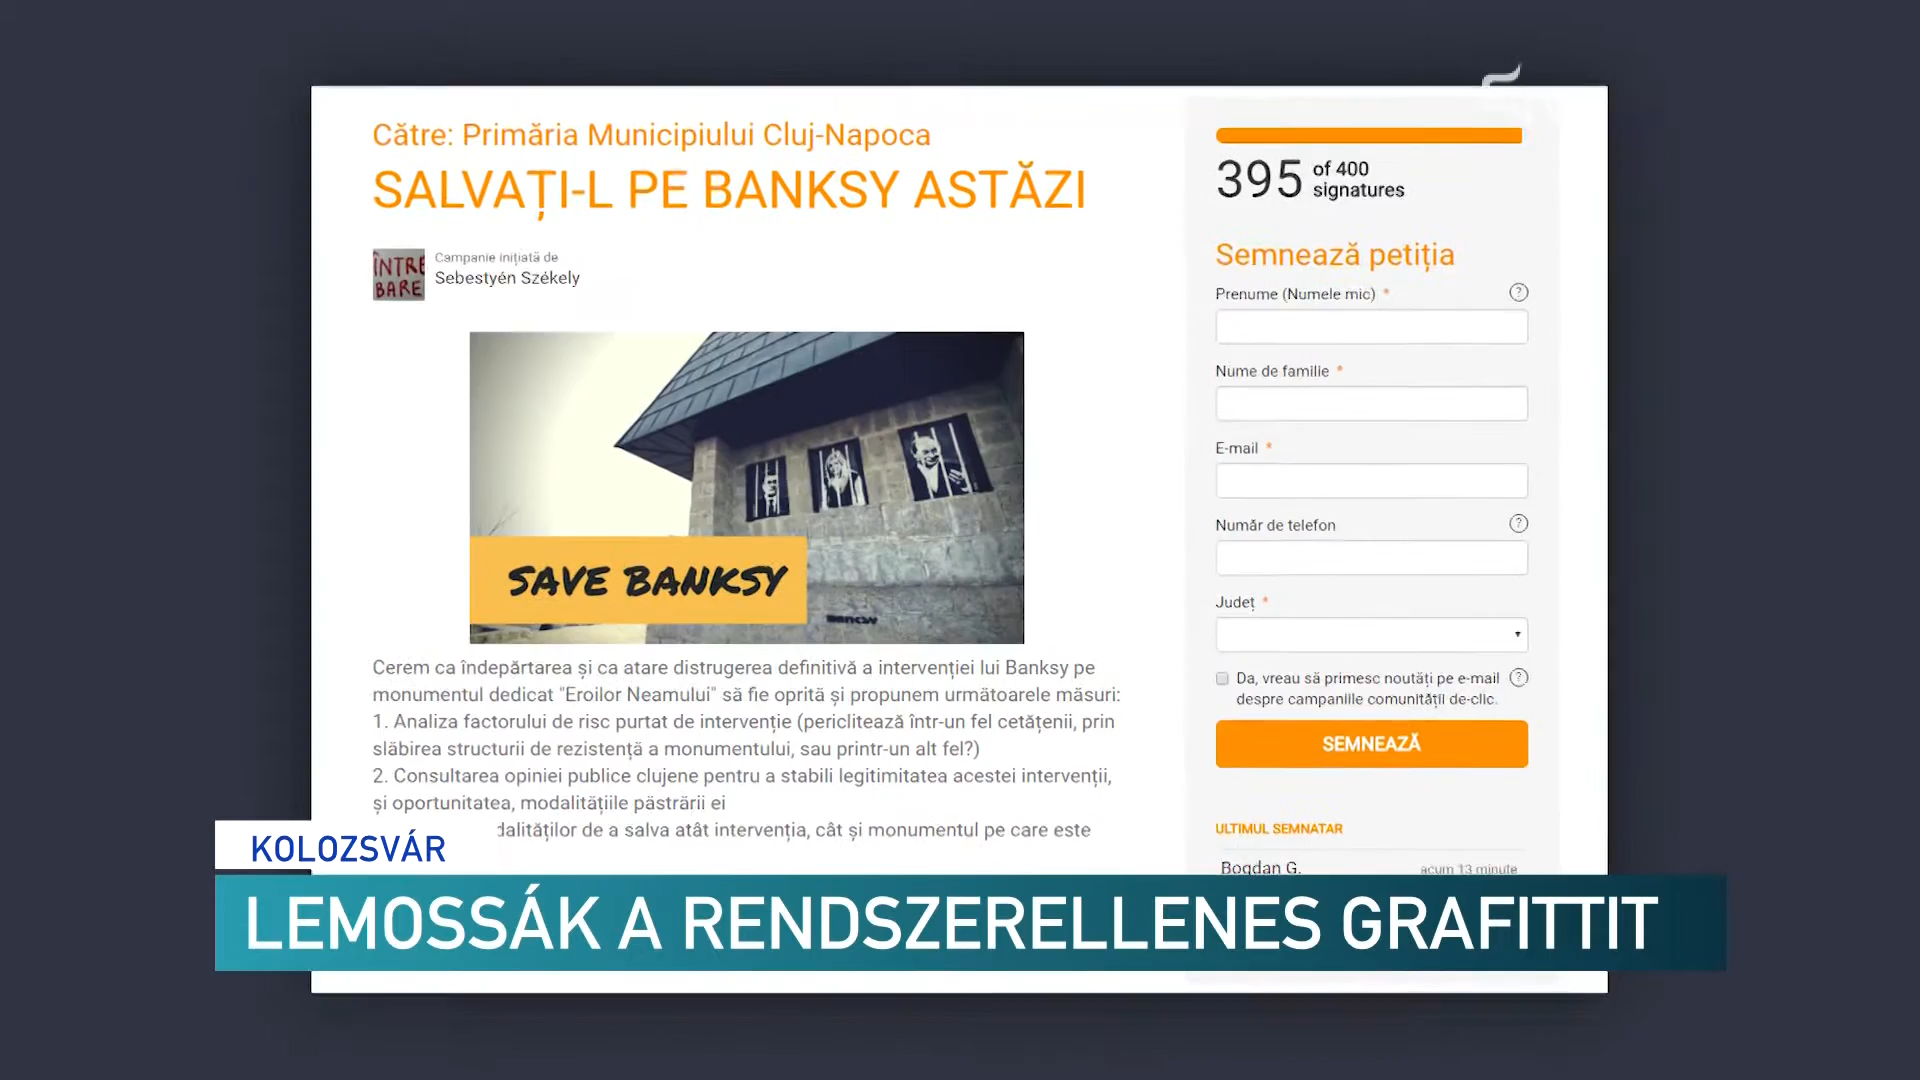 Către: Primăria Municipiului Cluj-Napoca
SALVAȚI-L PE BANKSY ASTĂZI
ÎNTRE
BARE
Campanie inițiată de
Sebestyén Székely
SAVE BANKSY
BANKSY
Cerem ca îndepărtarea și ca atare distrugerea definitivă a intervenției lui Banksy pe
monumentul dedicat "Eroilor Neamului" să fie oprită și propunem următoarele măsuri:
1. Analiza factorului de risc purtat de intervenție (periclitează într-un fel cetățenii, prin
slăbirea structurii de rezistență a monumentului, sau printr-un alt fel?)
2. Consultarea opiniei publice clujene pentru a stabili legitimitatea acestei intervenții,
și oportunitatea, modalitățiile păstrării ei
dalităților de a salva atât intervenția, cât și monumentul pe care este
395 of 400
signatures
Semnează petiția
Prenume (Numele mic) *
Nume de familie *
E-mail *
Număr de telefon
Județ *
Da, vreau să primesc noutăți pe e-mail
despre campaniile comunității de-clic.
SEMNEAZĂ
ULTIMUL SEMNATAR
Bogdan G. acum 13 minute
KOLOZSVÁR
LEMOSSÁK A RENDSZERELLENES GRAFITTIT